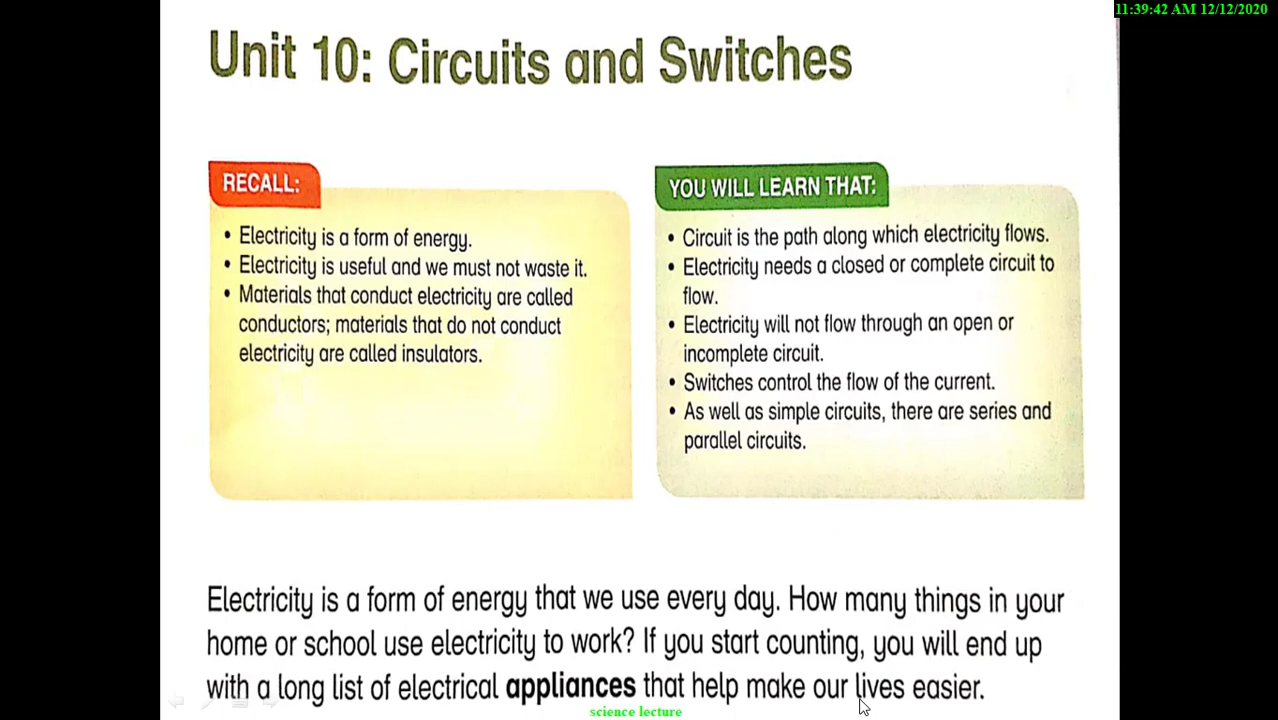 11:39:42 AM 12/12/2020
Unit 10: Circuits and Switches
RECALL:
• Electricity is a form of energy.
• Electricity is useful and we must not waste it.
• Materials that conduct electricity are called
conductors; materials that do not conduct
electricity are called insulators.
YOU WILL LEARN THAT:
• Circuit is the path along which electricity flows.
• Electricity needs a closed or complete circuit to
flow.
• Electricity will not flow through an open or
incomplete circuit.
• Switches control the flow of the current.
• As well as simple circuits, there are series and
parallel circuits.
Electricity is a form of energy that we use every day. How many things in your
home or school use electricity to work? If you start counting, you will end up
with a long list of electrical appliances that help make our lives easier.
science lecture